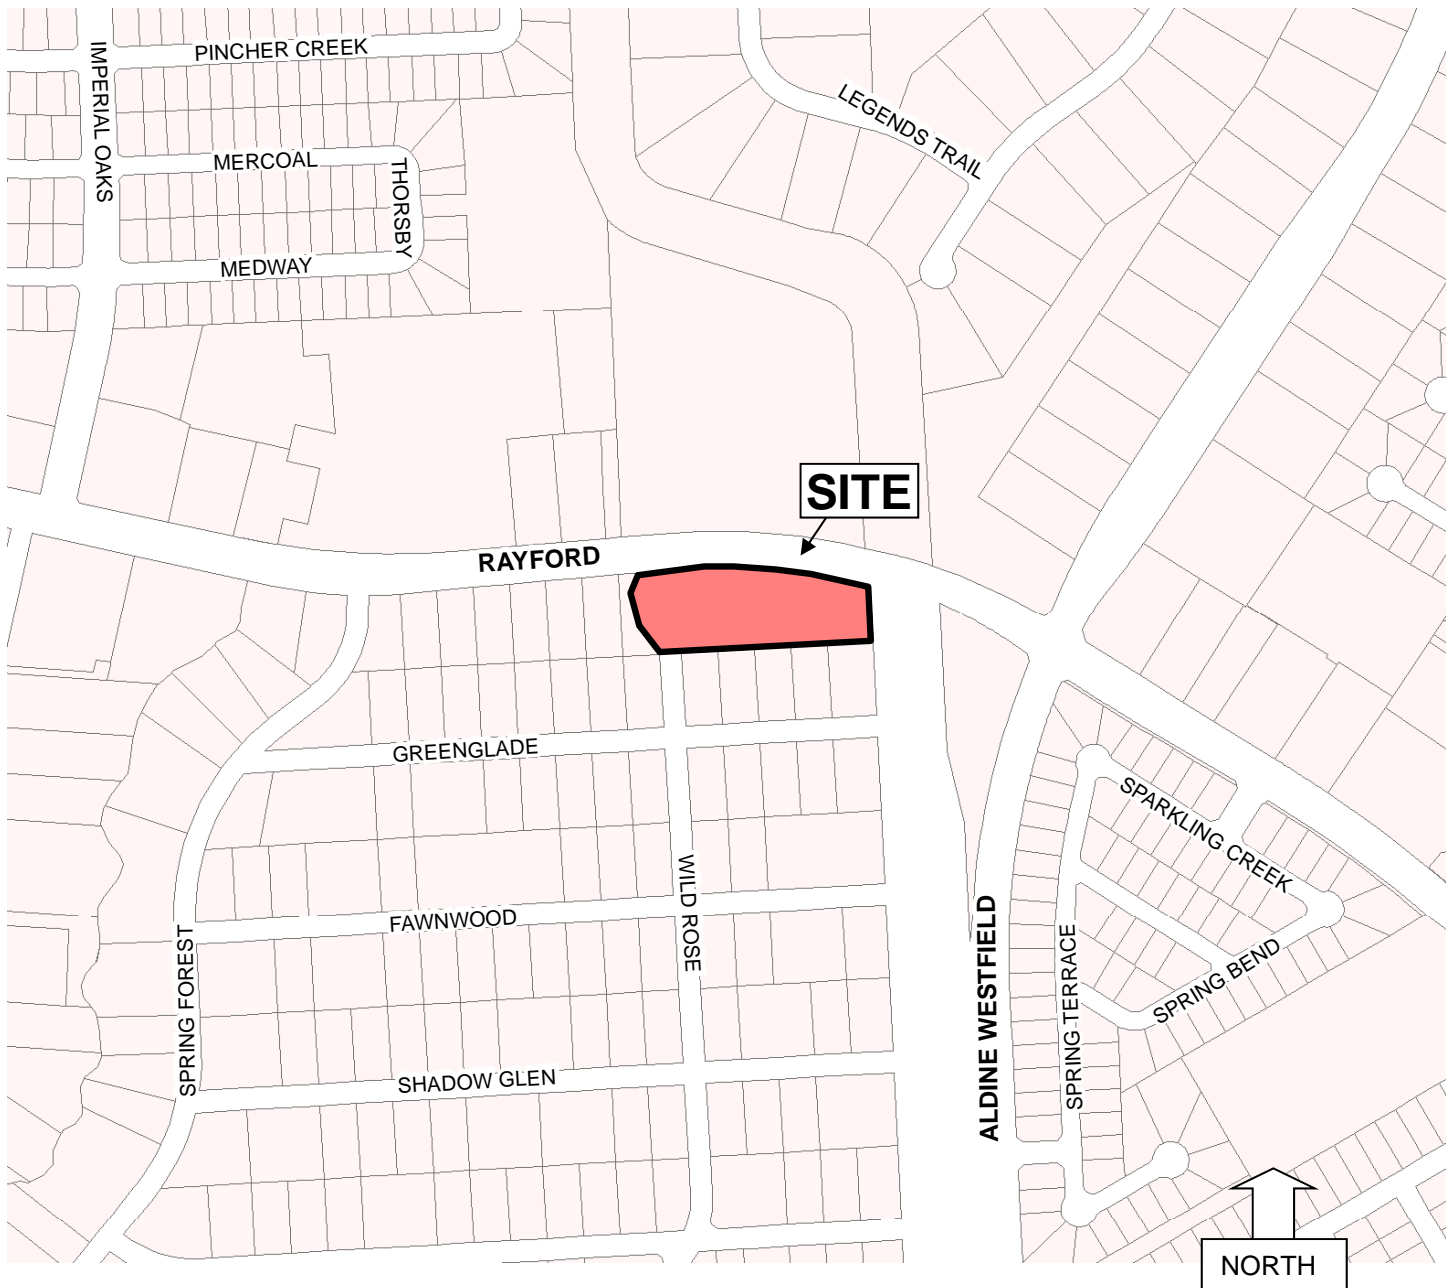 PINCHER CREEK
IMPERIAL OAKS
LEGENDS TRAIL
MERCOAL
THORSBY
MEDWAY
SITE
RAYFORD
GREENGLADE
SPARKLING CREEK
WILD ROSE
FAWNWOOD
ALDINE WESTFIELD
SPRING FOREST
SPRING TERRACE
SPRING BEND
SHADOW GLEN
NORTH